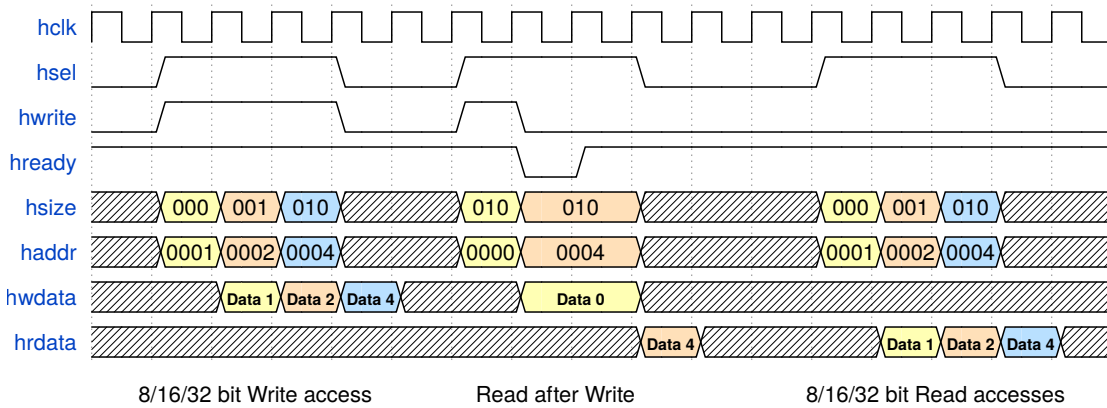 hclk
hsel
hwrite
hready
hsize 000 001 010 010 010 000 001 010
haddr 0001 0002 0004 0000 0004 0001 0002 0004
hwdata Data 1 Data 2 Data 4 Data 0
hrdata Data 4 Data 1 Data 2 Data 4
8/16/32 bit Write access Read after Write 8/16/32 bit Read accesses